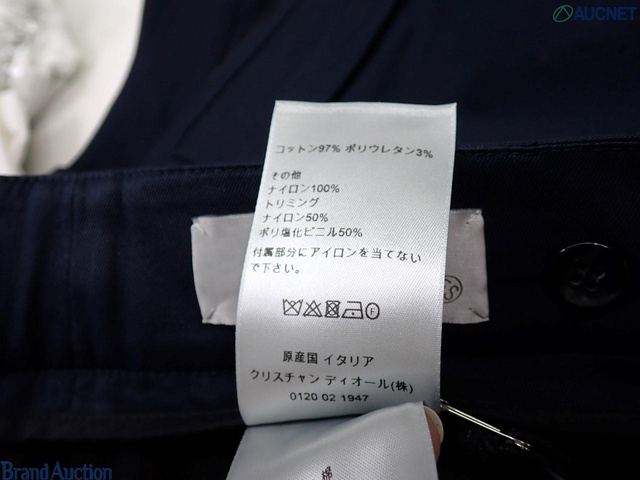 AUCNET
コットン97% ポリウレタン3%
その他
ナイロン100%
トリミング
ナイロン50%
ポリ塩化ビニル50%
付属部分にアイロンを当てない
で下さい。
原産国 イタリア
クリスチャン ディオール(株)
0120 02 1947
Brand Auction